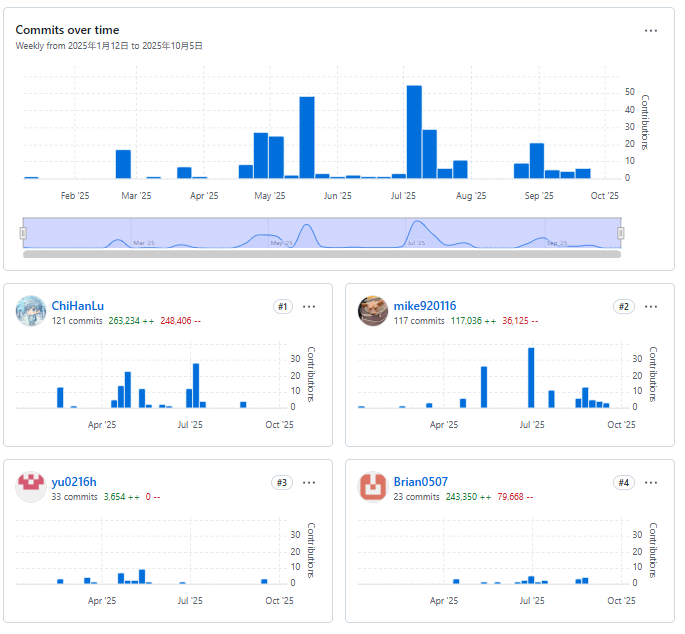 Commits over time
Weekly from 2025年1月12日 to 2025年10月5日
50
40
30
20
10
0
Contributions
Feb '25 Mar '25 Apr '25 May '25 Jun '25 Jul '25 Aug '25 Sep '25 Oct '25
Mar '25 May '25 Jul '25 Sep '25
ChiHanLu #1
121 commits 263,234 ++ 248,406 --
30
20
10
0
Contributions
Apr '25 Jul '25 Oct '25
mike920116 #2
117 commits 117,036 ++ 36,125 --
30
20
10
0
Contributions
Apr '25 Jul '25 Oct '25
yu0216h #3
33 commits 3,654 ++ 0 --
30
20
10
0
Contributions
Apr '25 Jul '25 Oct '25
Brian0507 #4
23 commits 243,350 ++ 79,668 --
30
20
10
0
Contributions
Apr '25 Jul '25 Oct '25